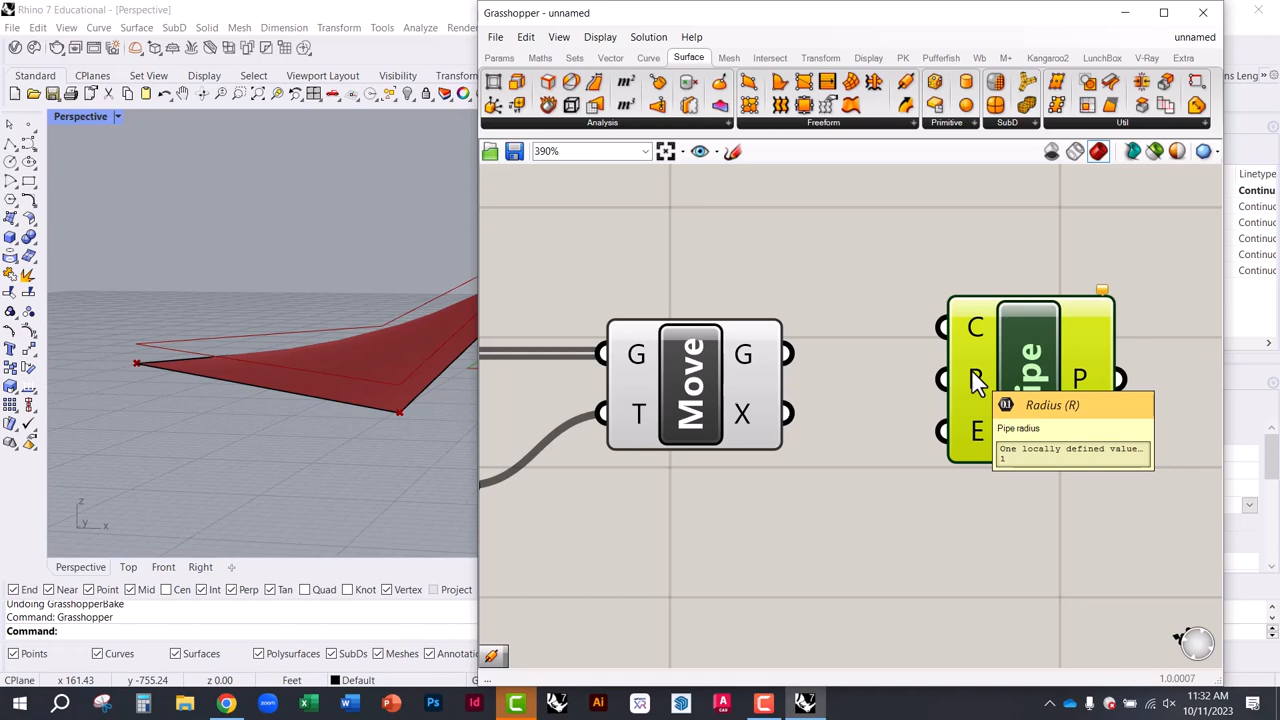 Rhino 7 Educational - [Perspective]
File Edit View Curve Surface SubD Solid Mesh Dimension Transform Tools Analyze Render
Standard CPlanes Set View Display Select Viewport Layout Visibility Transform
Perspective
z
y x
Perspective Top Front Right
End Near Point Mid Cen Int Perp Tan Quad Knot Vertex Project
Undoing GrasshopperBake
Command: Grasshopper
Command:
Points Curves Surfaces Polysurfaces SubDs Meshes
CPlane x 161.43 y -755.24 z 0.00 Feet Default
Grasshopper - unnamed
File Edit View Display Solution Help
unnamed
Params Maths Sets Vector Curve Surface Mesh Intersect Transform Display PK Pufferfish Wb M+ Kangaroo2 LunchBox V-Ray Extra
m²
m³
Analysis Freeform Primitive SubD Util
390%
G Move G
T X
C
P
E
Radius (R)
Pipe radius
One locally defined value…
1
...
1.0.0007
Linetype
11:32 AM
10/11/2023